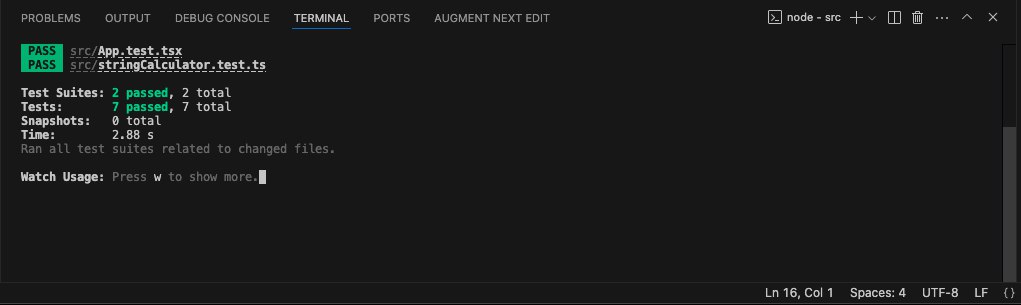 PROBLEMS OUTPUT DEBUG CONSOLE TERMINAL PORTS AUGMENT NEXT EDIT node - src
PASS src/App.test.tsx
PASS src/stringCalculator.test.ts
Test Suites: 2 passed, 2 total
Tests: 7 passed, 7 total
Snapshots: 0 total
Time: 2.88 s
Ran all test suites related to changed files.
Watch Usage: Press w to show more.
Ln 16, Col 1 Spaces: 4 UTF-8 LF {}